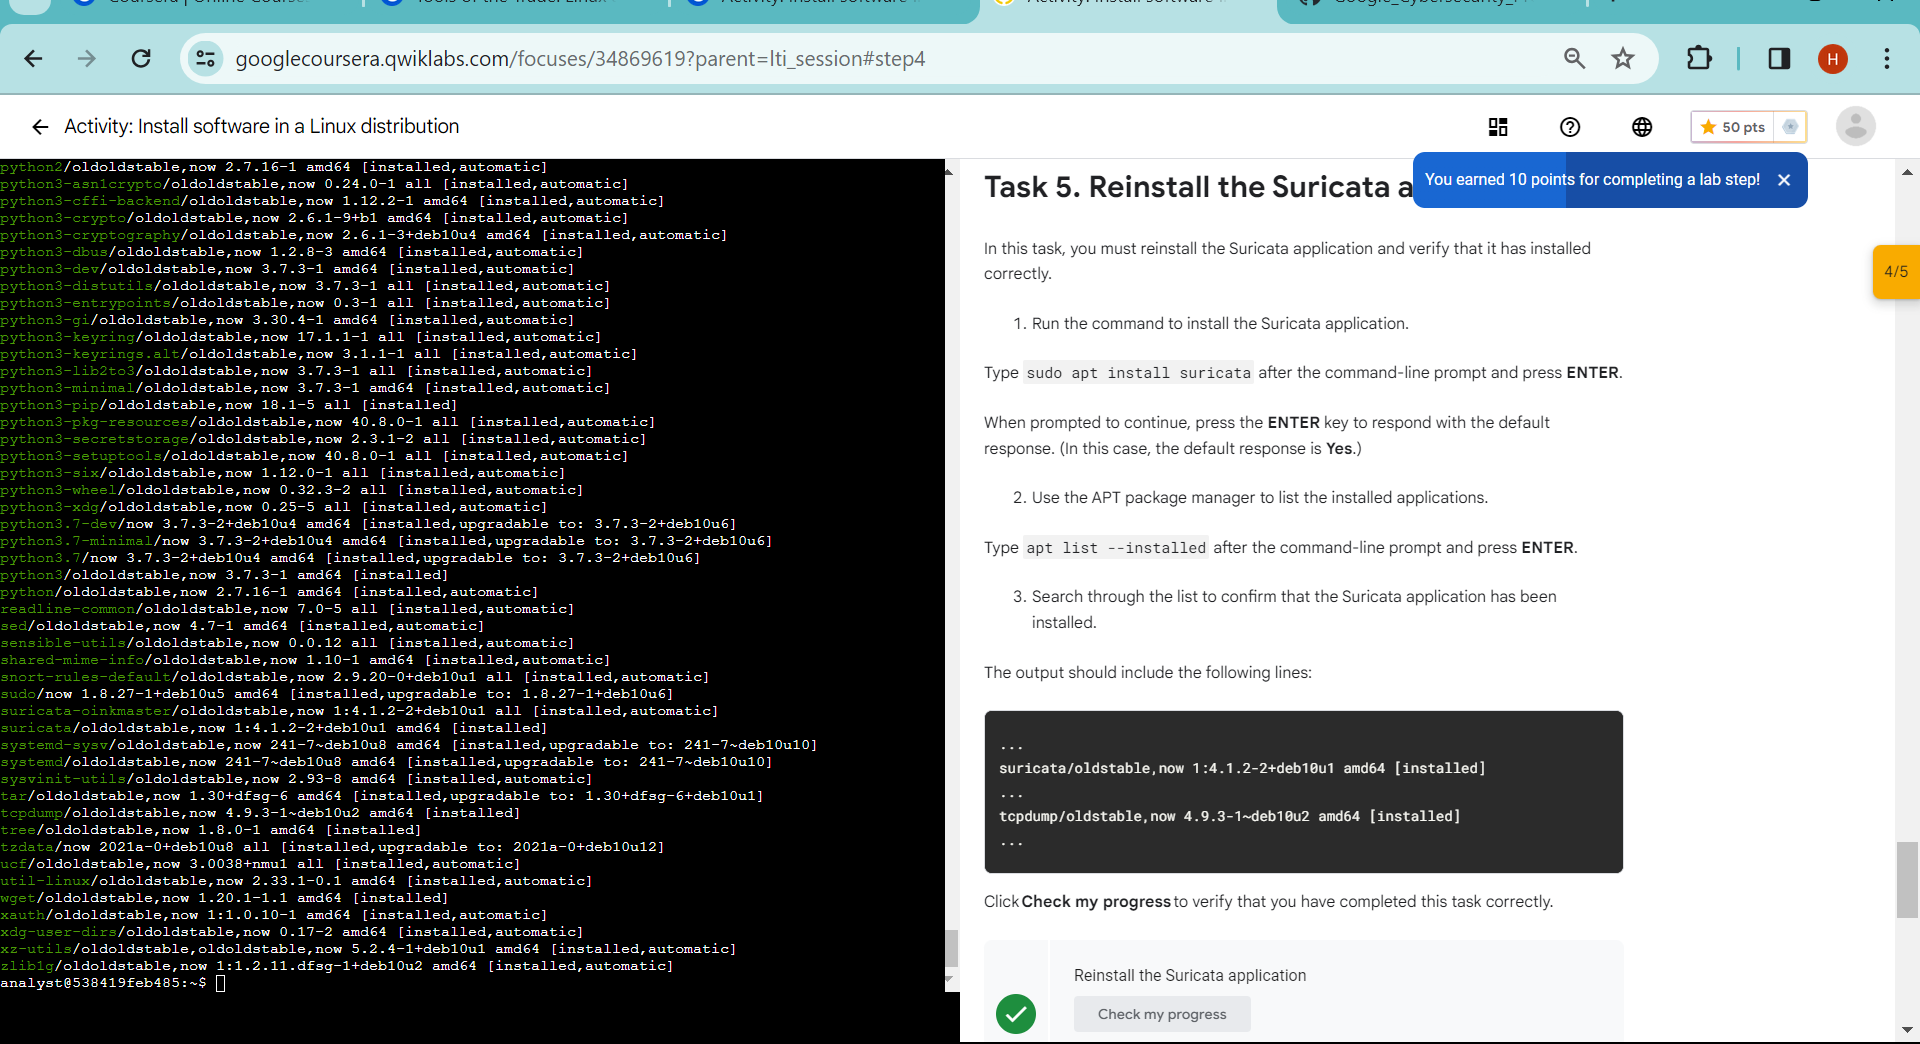 googlecoursera.qwiklabs.com/focuses/34869619?parent=lti_session#step4
H
Activity: Install software in a Linux distribution
50 pts
python2/oldoldstable,now 2.7.16-1 amd64 [installed,automatic]
python3-asn1crypto/oldoldstable,now 0.24.0-1 all [installed,automatic]
python3-cffi-backend/oldoldstable,now 1.12.2-1 amd64 [installed,automatic]
python3-crypto/oldoldstable,now 2.6.1-9+b1 amd64 [installed,automatic]
python3-cryptography/oldoldstable,now 2.6.1-3+deb10u4 amd64 [installed,automatic]
python3-dbus/oldoldstable,now 1.2.8-3 amd64 [installed,automatic]
python3-dev/oldoldstable,now 3.7.3-1 amd64 [installed,automatic]
python3-distutils/oldoldstable,now 3.7.3-1 all [installed,automatic]
python3-entrypoints/oldoldstable,now 0.3-1 all [installed,automatic]
python3-gi/oldoldstable,now 3.30.4-1 amd64 [installed,automatic]
python3-keyring/oldoldstable,now 17.1.1-1 all [installed,automatic]
python3-keyrings.alt/oldoldstable,now 3.1.1-1 all [installed,automatic]
python3-lib2to3/oldoldstable,now 3.7.3-1 all [installed,automatic]
python3-minimal/oldoldstable,now 3.7.3-1 amd64 [installed,automatic]
python3-pip/oldoldstable,now 18.1-5 all [installed]
python3-pkg-resources/oldoldstable,now 40.8.0-1 all [installed,automatic]
python3-secretstorage/oldoldstable,now 2.3.1-2 all [installed,automatic]
python3-setuptools/oldoldstable,now 40.8.0-1 all [installed,automatic]
python3-six/oldoldstable,now 1.12.0-1 all [installed,automatic]
python3-wheel/oldoldstable,now 0.32.3-2 all [installed,automatic]
python3-xdg/oldoldstable,now 0.25-5 all [installed,automatic]
python3.7-dev/now 3.7.3-2+deb10u4 amd64 [installed,upgradable to: 3.7.3-2+deb10u6]
python3.7-minimal/now 3.7.3-2+deb10u4 amd64 [installed,upgradable to: 3.7.3-2+deb10u6]
python3.7/now 3.7.3-2+deb10u4 amd64 [installed,upgradable to: 3.7.3-2+deb10u6]
python3/oldoldstable,now 3.7.3-1 amd64 [installed]
python/oldoldstable,now 2.7.16-1 amd64 [installed,automatic]
readline-common/oldoldstable,now 7.0-5 all [installed,automatic]
sed/oldoldstable,now 4.7-1 amd64 [installed,automatic]
sensible-utils/oldoldstable,now 0.0.12 all [installed,automatic]
shared-mime-info/oldoldstable,now 1.10-1 amd64 [installed,automatic]
snort-rules-default/oldoldstable,now 2.9.20-0+deb10u1 all [installed,automatic]
sudo/now 1.8.27-1+deb10u5 amd64 [installed,upgradable to: 1.8.27-1+deb10u6]
suricata-oinkmaster/oldoldstable,now 1:4.1.2-2+deb10u1 all [installed,automatic]
suricata/oldoldstable,now 1:4.1.2-2+deb10u1 amd64 [installed]
systemd-sysv/oldoldstable,now 241-7~deb10u8 amd64 [installed,upgradable to: 241-7~deb10u10]
systemd/oldoldstable,now 241-7~deb10u8 amd64 [installed,upgradable to: 241-7~deb10u10]
sysvinit-utils/oldoldstable,now 2.93-8 amd64 [installed,automatic]
tar/oldoldstable,now 1.30+dfsg-6 amd64 [installed,upgradable to: 1.30+dfsg-6+deb10u1]
tcpdump/oldoldstable,now 4.9.3-1~deb10u2 amd64 [installed]
tree/oldoldstable,now 1.8.0-1 amd64 [installed]
tzdata/now 2021a-0+deb10u8 all [installed,upgradable to: 2021a-0+deb10u12]
ucf/oldoldstable,now 3.0038+nmu1 all [installed,automatic]
util-linux/oldoldstable,now 2.33.1-0.1 amd64 [installed,automatic]
wget/oldoldstable,now 1.20.1-1.1 amd64 [installed]
xauth/oldoldstable,now 1:1.0.10-1 amd64 [installed,automatic]
xdg-user-dirs/oldoldstable,now 0.17-2 amd64 [installed,automatic]
xz-utils/oldoldstable,oldoldstable,now 5.2.4-1+deb10u1 amd64 [installed,automatic]
zlib1g/oldoldstable,now 1:1.2.11.dfsg-1+deb10u2 amd64 [installed,automatic]
analyst@538419feb485:~$
Task 5. Reinstall the Suricata a
You earned 10 points for completing a lab step!
4/5
In this task, you must reinstall the Suricata application and verify that it has installed
correctly.
1. Run the command to install the Suricata application.
Type sudo apt install suricata after the command-line prompt and press ENTER.
When prompted to continue, press the ENTER key to respond with the default
response. (In this case, the default response is Yes.)
2. Use the APT package manager to list the installed applications.
Type apt list --installed after the command-line prompt and press ENTER.
3. Search through the list to confirm that the Suricata application has been
installed.
The output should include the following lines:
...
suricata/oldstable,now 1:4.1.2-2+deb10u1 amd64 [installed]
...
tcpdump/oldstable,now 4.9.3-1~deb10u2 amd64 [installed]
...
Click Check my progress to verify that you have completed this task correctly.
Reinstall the Suricata application
Check my progress